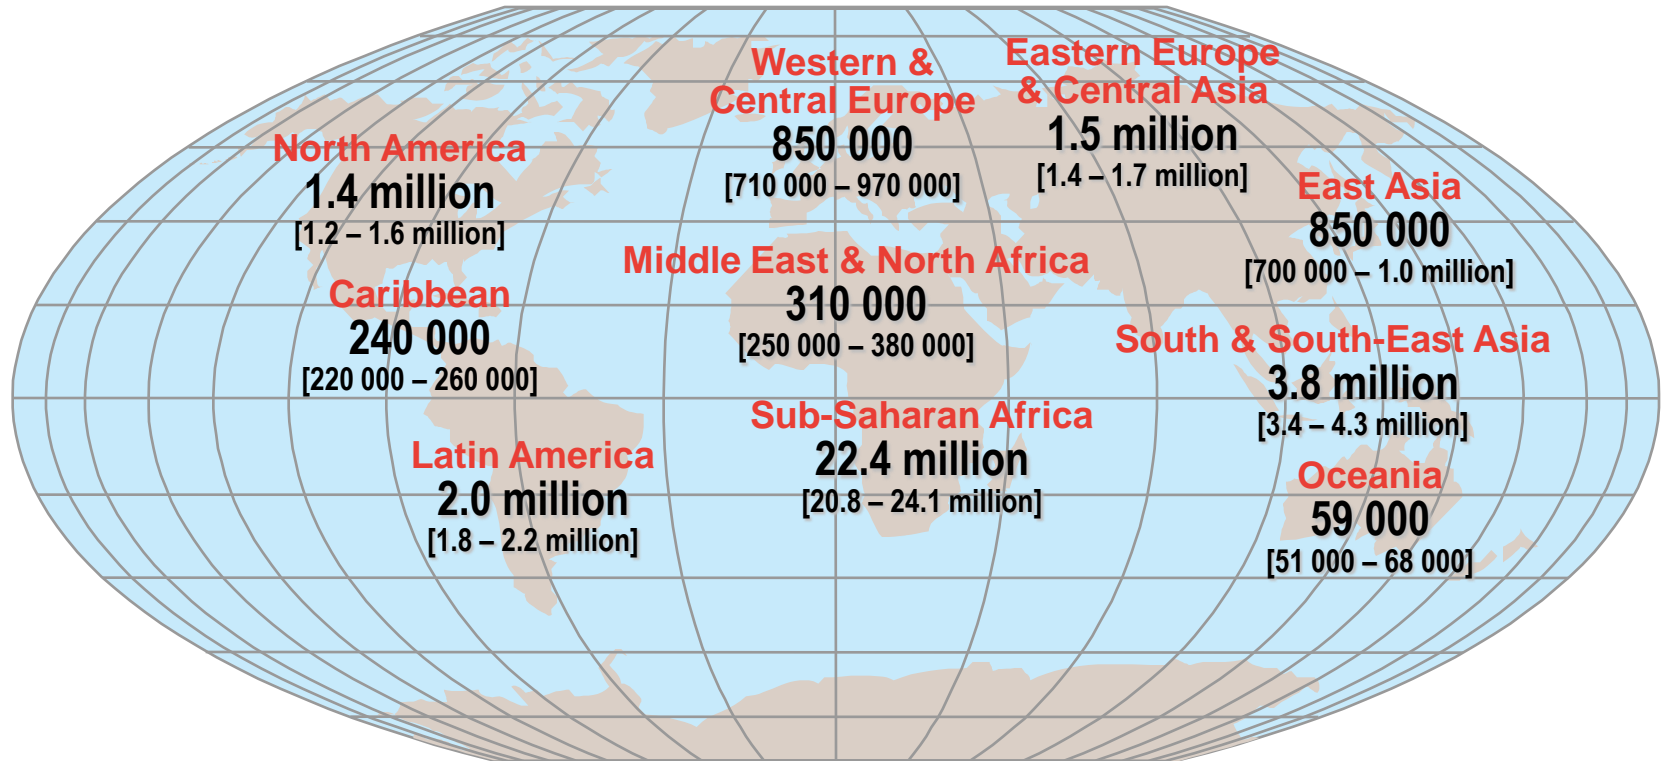 Western &
Central Europe
850 000
[710 000 – 970 000]
Eastern Europe
& Central Asia
1.5 million
[1.4 – 1.7 million]
North America
1.4 million
[1.2 – 1.6 million]
East Asia
850 000
[700 000 – 1.0 million]
Middle East & North Africa
310 000
[250 000 – 380 000]
Caribbean
240 000
[220 000 – 260 000]
South & South-East Asia
3.8 million
[3.4 – 4.3 million]
Sub-Saharan Africa
22.4 million
[20.8 – 24.1 million]
Latin America
2.0 million
[1.8 – 2.2 million]
Oceania
59 000
[51 000 – 68 000]